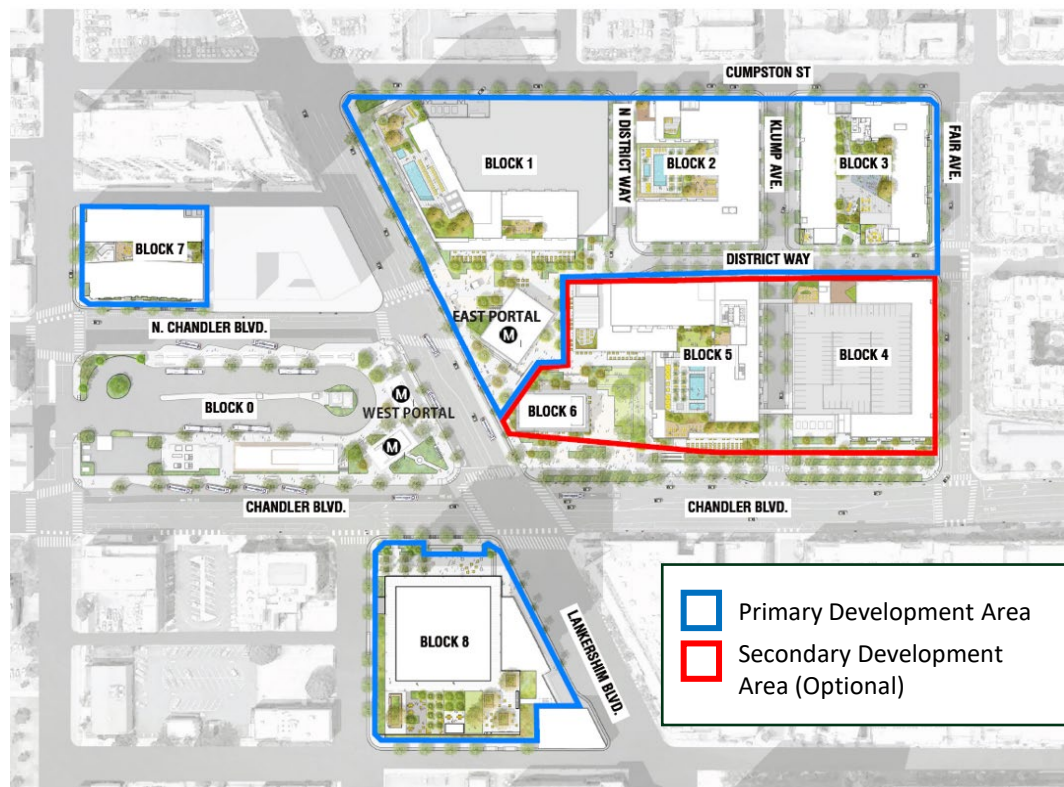 CUMPSTON ST
BLOCK 1
N DISTRICT WAY
BLOCK 2
KLUMP AVE.
BLOCK 3
FAIR AVE.
BLOCK 7
DISTRICT WAY
EAST PORTAL
M
N. CHANDLER BLVD.
BLOCK 5
BLOCK 4
M
BLOCK 0
WEST PORTAL
BLOCK 6
M
CHANDLER BLVD.
CHANDLER BLVD.
BLOCK 8
LANKERSHIM BLVD.
Primary Development Area
Secondary Development
Area (Optional)